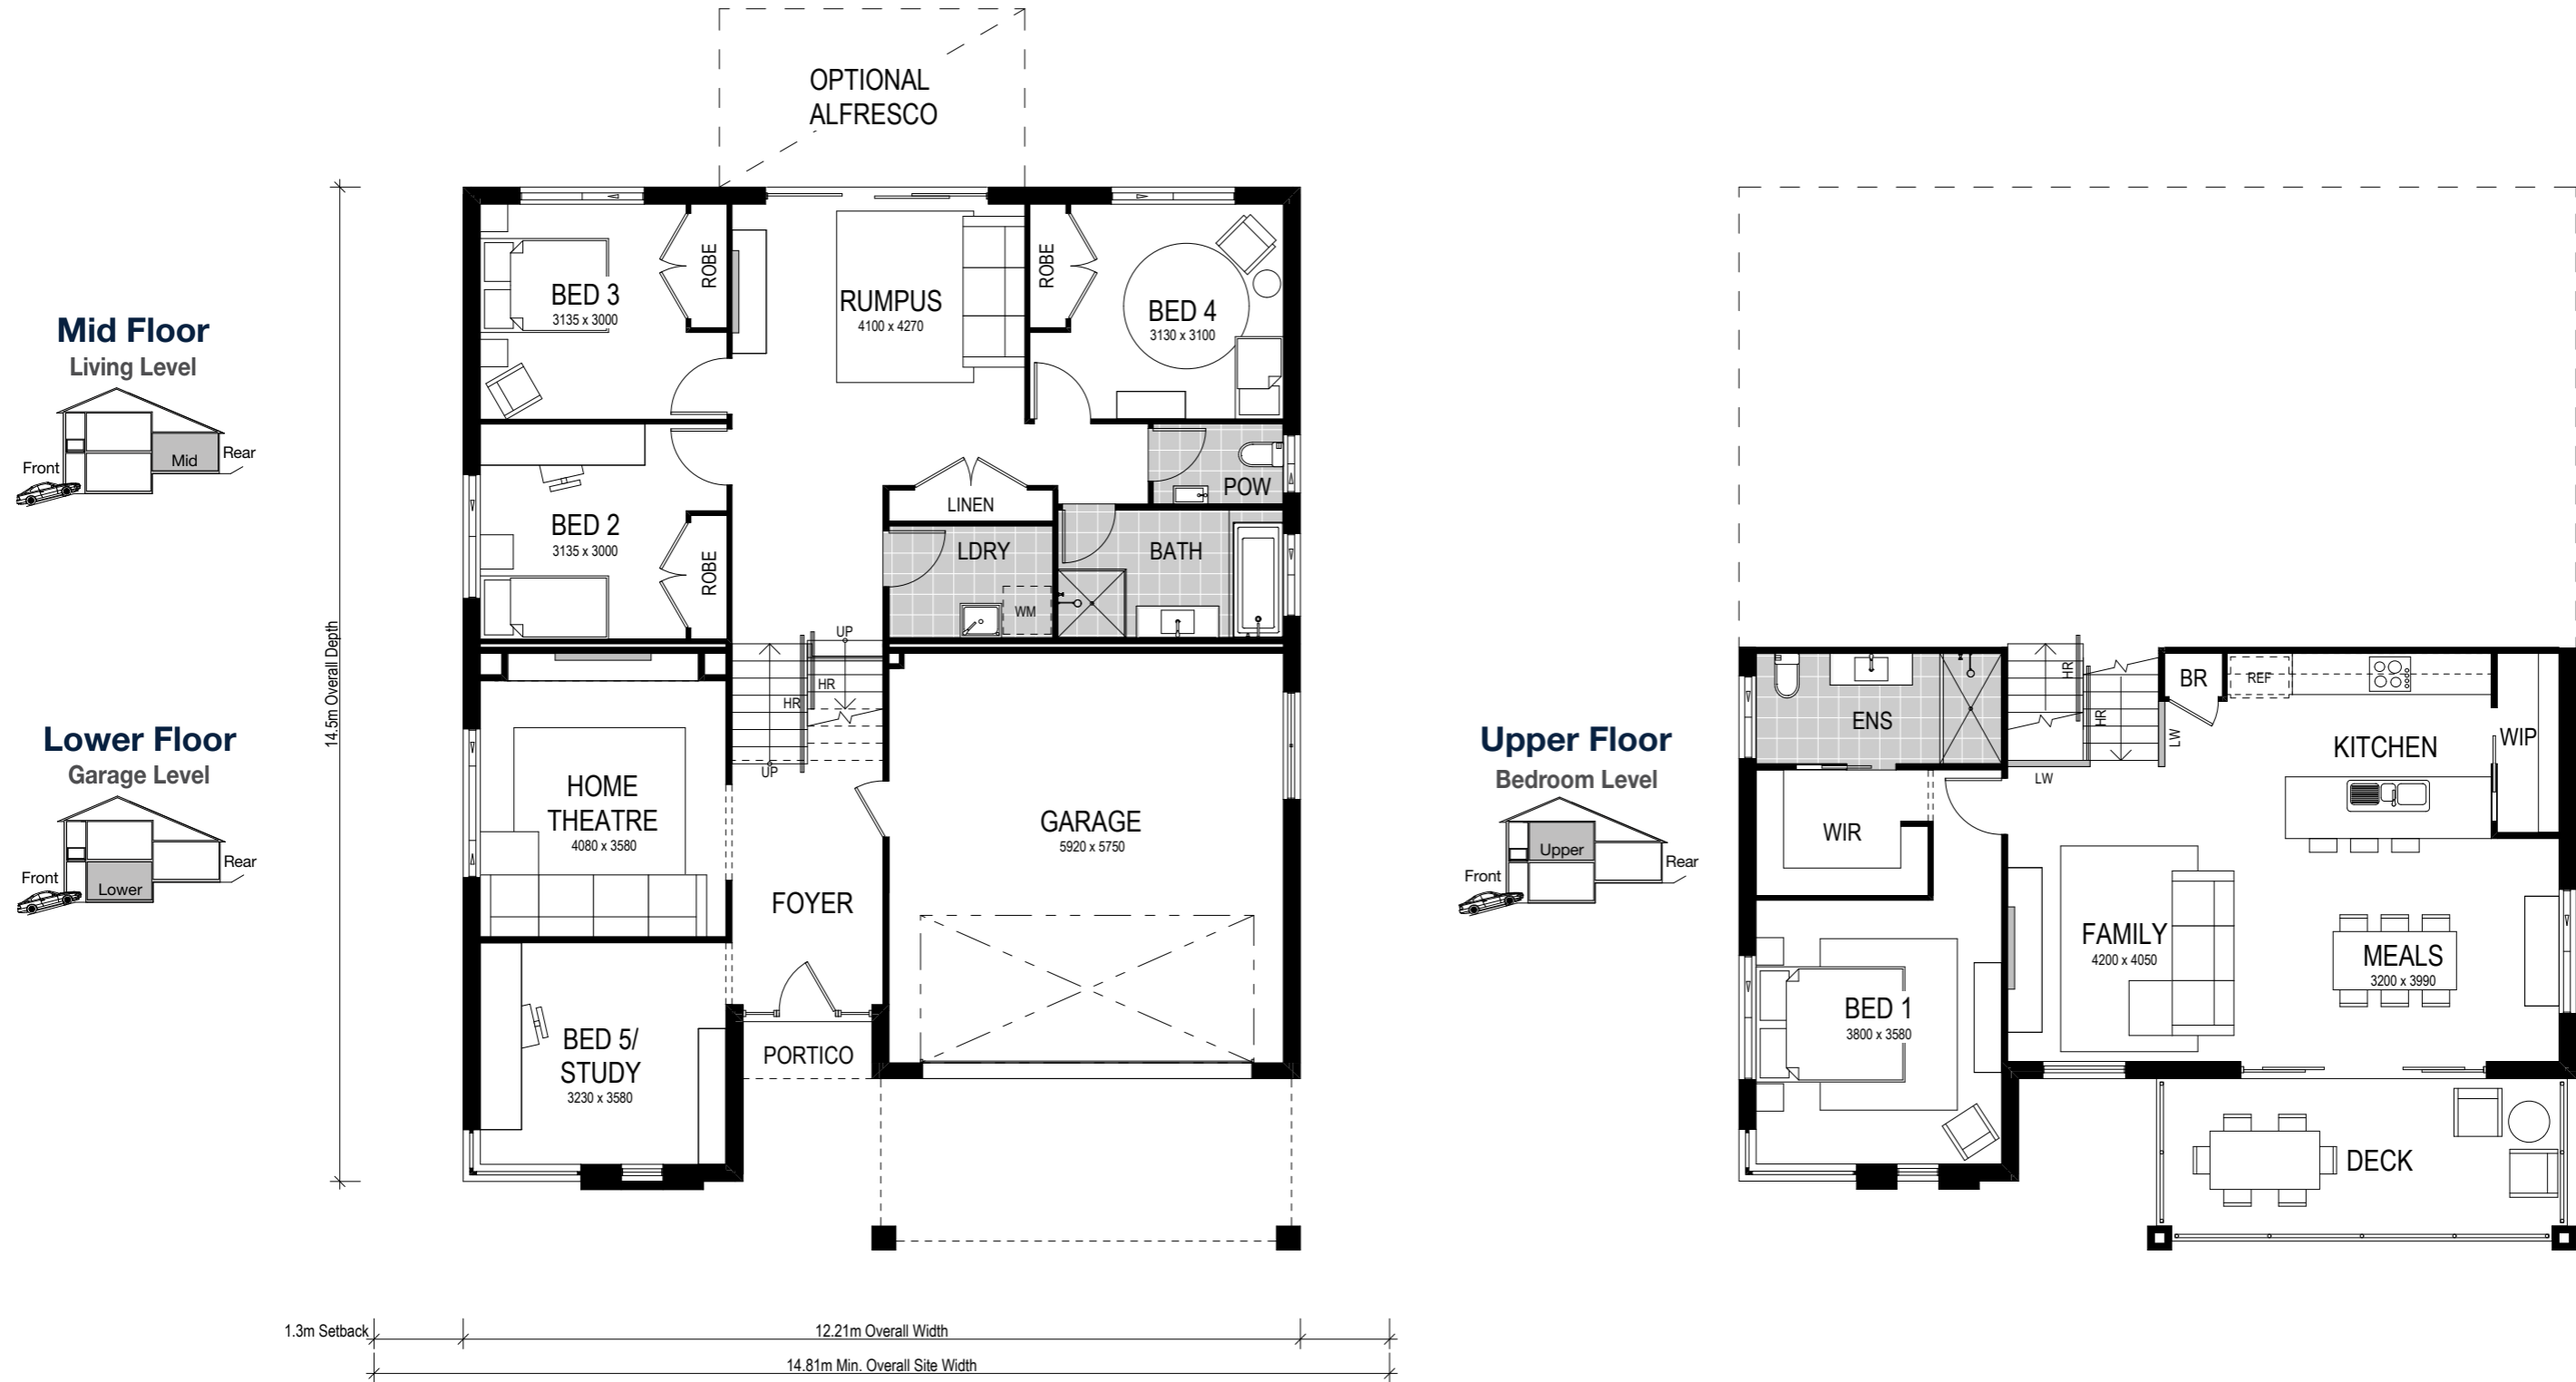 OPTIONAL
ALFRESCO
Mid Floor
Living Level
Front
Mid
Rear
BED 3
3135 x 3000
ROBE
RUMPUS
4100 x 4270
ROBE
BED 4
3130 x 3100
BED 2
3135 x 3000
ROBE
LINEN
POW
LDRY
WM
BATH
14.5m Overall Depth
Lower Floor
Garage Level
Front
Lower
Rear
UP
HR
HR
UP
HOME
THEATRE
4080 x 3580
GARAGE
5920 x 5750
FOYER
BED 5/
STUDY
3230 x 3580
PORTICO
1.3m Setback
12.21m Overall Width
14.81m Min. Overall Site Width
Upper Floor
Bedroom Level
Front
Upper
Rear
ENS
HR
HR
LW
LW
BR
REF
KITCHEN
WIP
WIR
FAMILY
4200 x 4050
MEALS
3200 x 3990
BED 1
3800 x 3580
DECK